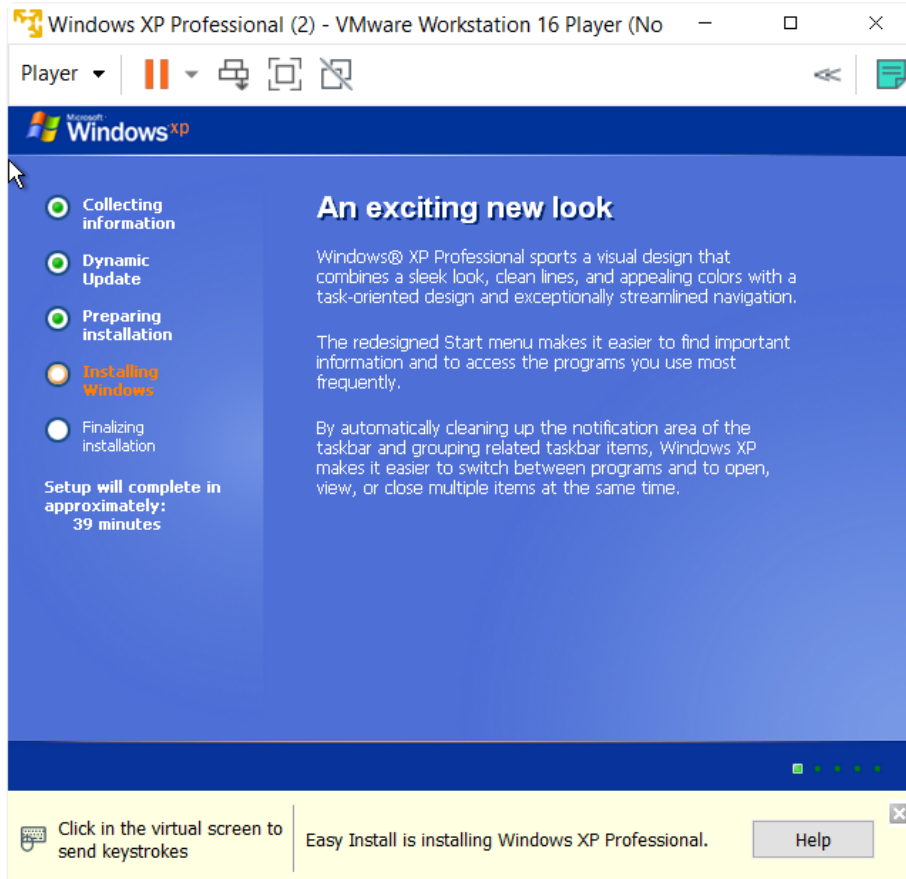 Windows XP Professional (2) - VMware Workstation 16 Player (No
Player
Microsoft
Windows xp
Collecting
information
Dynamic
Update
Preparing
installation
Installing
Windows
Finalizing
installation
Setup will complete in
approximately:
39 minutes
An exciting new look
Windows® XP Professional sports a visual design that
combines a sleek look, clean lines, and appealing colors with a
task-oriented design and exceptionally streamlined navigation.
The redesigned Start menu makes it easier to find important
information and to access the programs you use most
frequently.
By automatically cleaning up the notification area of the
taskbar and grouping related taskbar items, Windows XP
makes it easier to switch between programs and to open,
view, or close multiple items at the same time.
Click in the virtual screen to
send keystrokes
Easy Install is installing Windows XP Professional.
Help